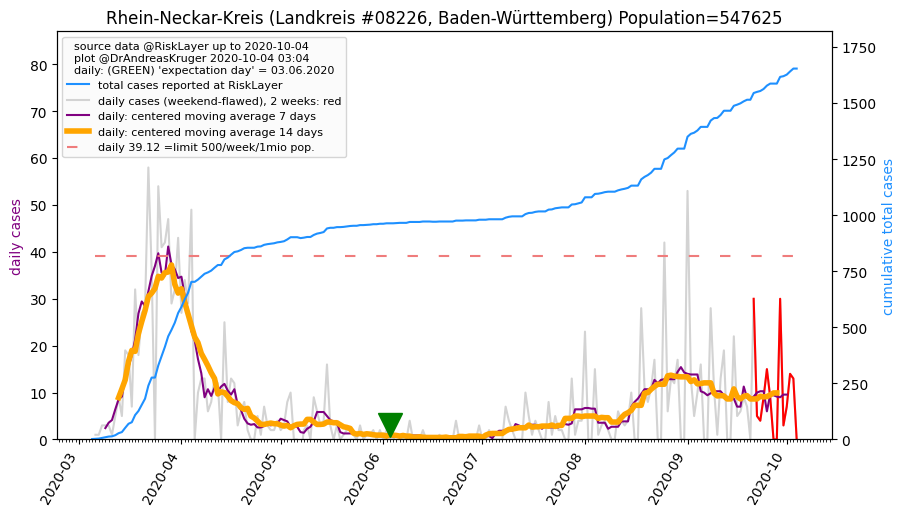 Rhein-Neckar-Kreis (Landkreis #08226, Baden-Württemberg) Population=547625
source data @RiskLayer up to 2020-10-04
plot @DrAndreasKruger 2020-10-04 03:04
daily: (GREEN) 'expectation day' = 03.06.2020
total cases reported at RiskLayer
daily cases (weekend-flawed), 2 weeks: red
daily: centered moving average 7 days
daily: centered moving average 14 days
daily 39.12 =limit 500/week/1mio pop.
daily cases
80
70
60
50
40
30
20
10
0
1750
1500
1250
1000
750
500
250
0
cumulative total cases
2020-03
2020-04
2020-05
2020-06
2020-07
2020-08
2020-09
2020-10